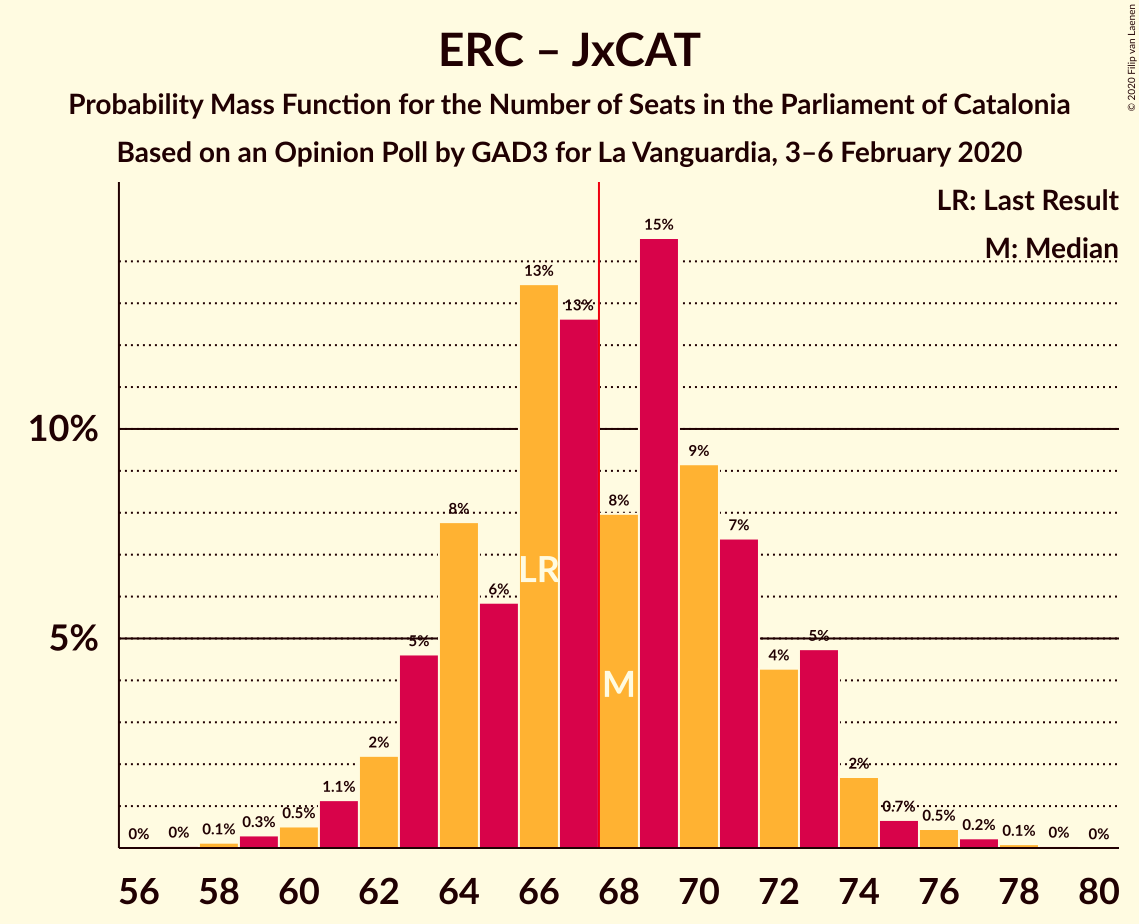 ERC – JxCAT
Probability Mass Function for the Number of Seats in the Parliament of Catalonia
Based on an Opinion Poll by GAD3 for La Vanguardia, 3–6 February 2020
© 2020 Filip van Laenen
LR: Last Result
M: Median
10%
5%
0% 0% 0.1% 0.3% 0.5% 1.1% 2% 5% 8% 6% 13% 13% 8% 15% 9% 7% 4% 5% 2% 0.7% 0.5% 0.2% 0.1% 0% 0%
LR
M
56 58 60 62 64 66 68 70 72 74 76 78 80